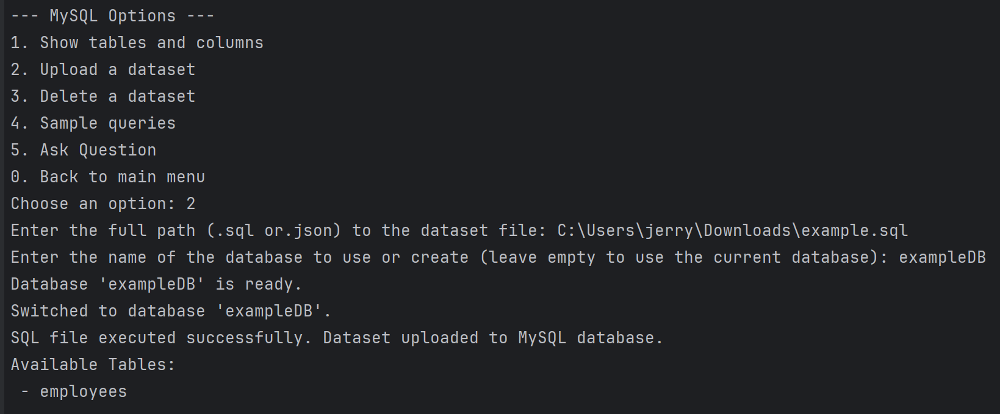 --- MySQL Options ---
1. Show tables and columns
2. Upload a dataset
3. Delete a dataset
4. Sample queries
5. Ask Question
0. Back to main menu
Choose an option: 2
Enter the full path (.sql or.json) to the dataset file: C:\Users\jerry\Downloads\example.sql
Enter the name of the database to use or create (leave empty to use the current database): exampleDB
Database 'exampleDB' is ready.
Switched to database 'exampleDB'.
SQL file executed successfully. Dataset uploaded to MySQL database.
Available Tables:
 - employees